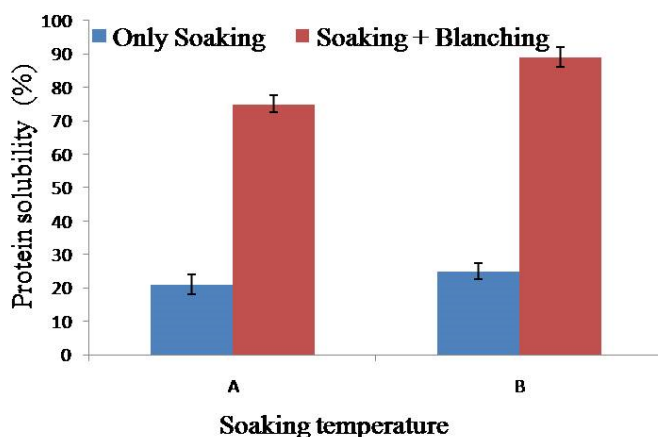 Only Soaking Soaking + Blanching
Protein solubility (%)
100
90
80
70
60
50
40
30
20
10
0
A B
Soaking temperature